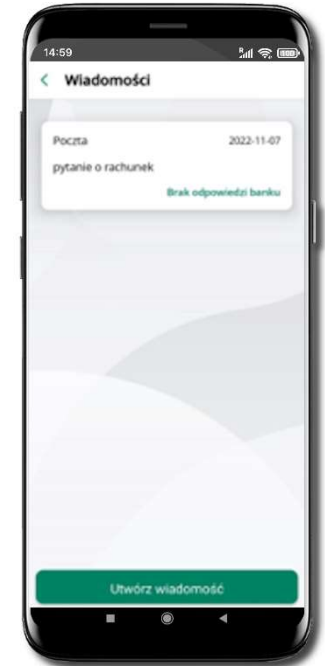 14:59
Wiadomości
Poczta 2022-11-07
pytanie o rachunek
Brak odpowiedzi banku
Utwórz wiadomość